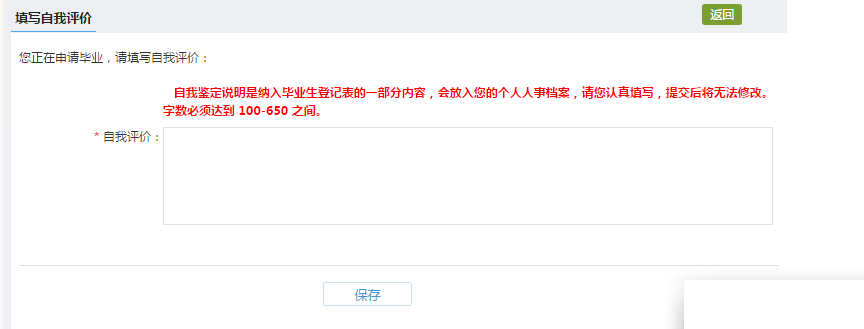 填写自我评价
返回
您正在申请毕业，请填写自我评价：
自我鉴定说明是纳入毕业生登记表的一部分内容，会放入您的个人人事档案，请您认真填写，提交后将无法修改。
字数必须达到 100-650 之间。
* 自我评价：
保存